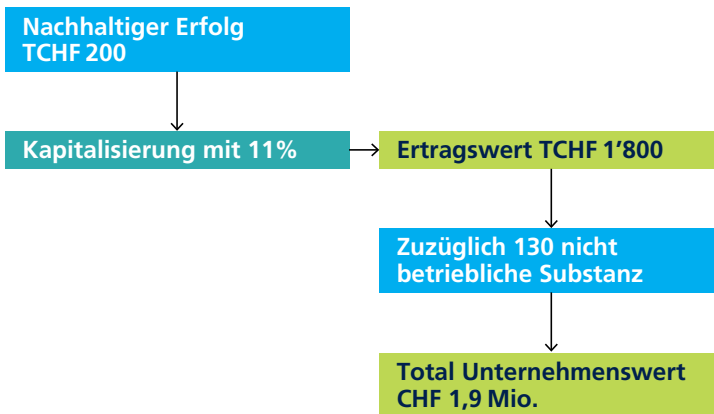 Nachhaltiger Erfolg
TCHF 200
Kapitalisierung mit 11%
Ertragswert TCHF 1’800
Zuzüglich 130 nicht
betriebliche Substanz
Total Unternehmenswert
CHF 1,9 Mio.